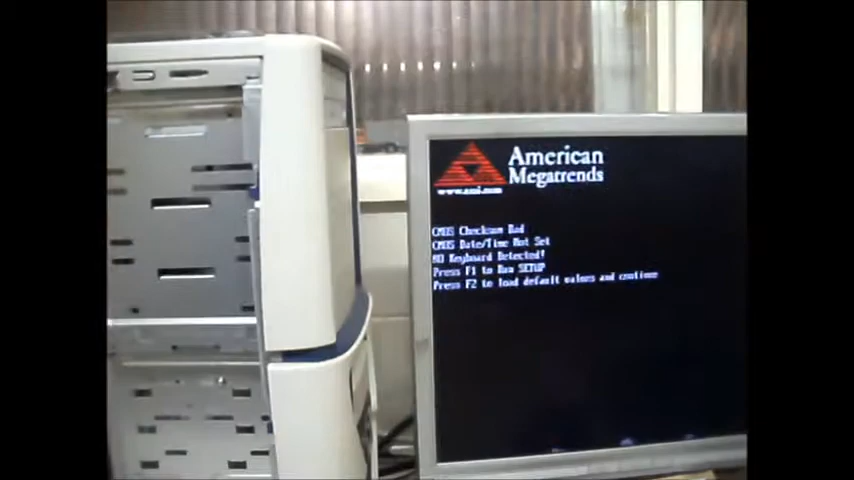 American
Megatrends
www.ami.com
CMOS Checksum Bad
CMOS Date/Time Not Set
NO Keyboard Detected!
Press F1 to Run SETUP
Press F2 to load default values and continue